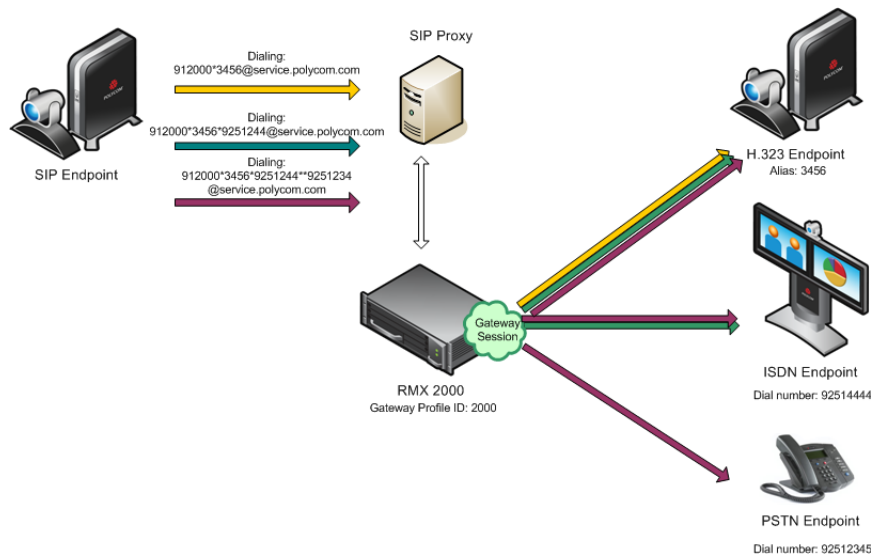 SIP Proxy
Dialing:
912000*3456@service.polycom.com
Dialing:
912000*3456*9251244@service.polycom.com
Dialing:
912000*3456*9251244**9251234
@service.polycom.com
SIP Endpoint
POLYCOM
POLYCOM
H.323 Endpoint
Alias: 3456
Gateway
Session
RMX 2000
Gateway Profile ID: 2000
ISDN Endpoint
Dial number: 92514444
PSTN Endpoint
Dial number: 92512345